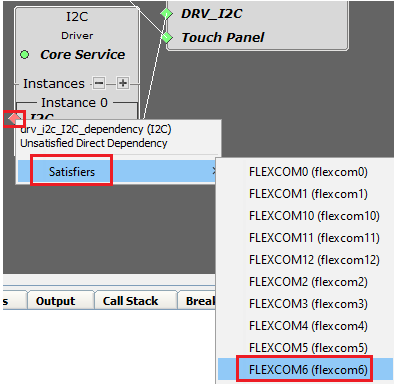 I2C
Driver
Core Service
Instances
Instance 0
I2C
DRV_I2C
Touch Panel
drv_i2c_I2C_dependency (I2C)
Unsatisfied Direct Dependency
Satisfiers
FLEXCOM0 (flexcom0)
FLEXCOM1 (flexcom1)
FLEXCOM10 (flexcom10)
FLEXCOM11 (flexcom11)
FLEXCOM12 (flexcom12)
FLEXCOM2 (flexcom2)
FLEXCOM3 (flexcom3)
FLEXCOM4 (flexcom4)
FLEXCOM5 (flexcom5)
FLEXCOM6 (flexcom6)
s Output Call Stack Break